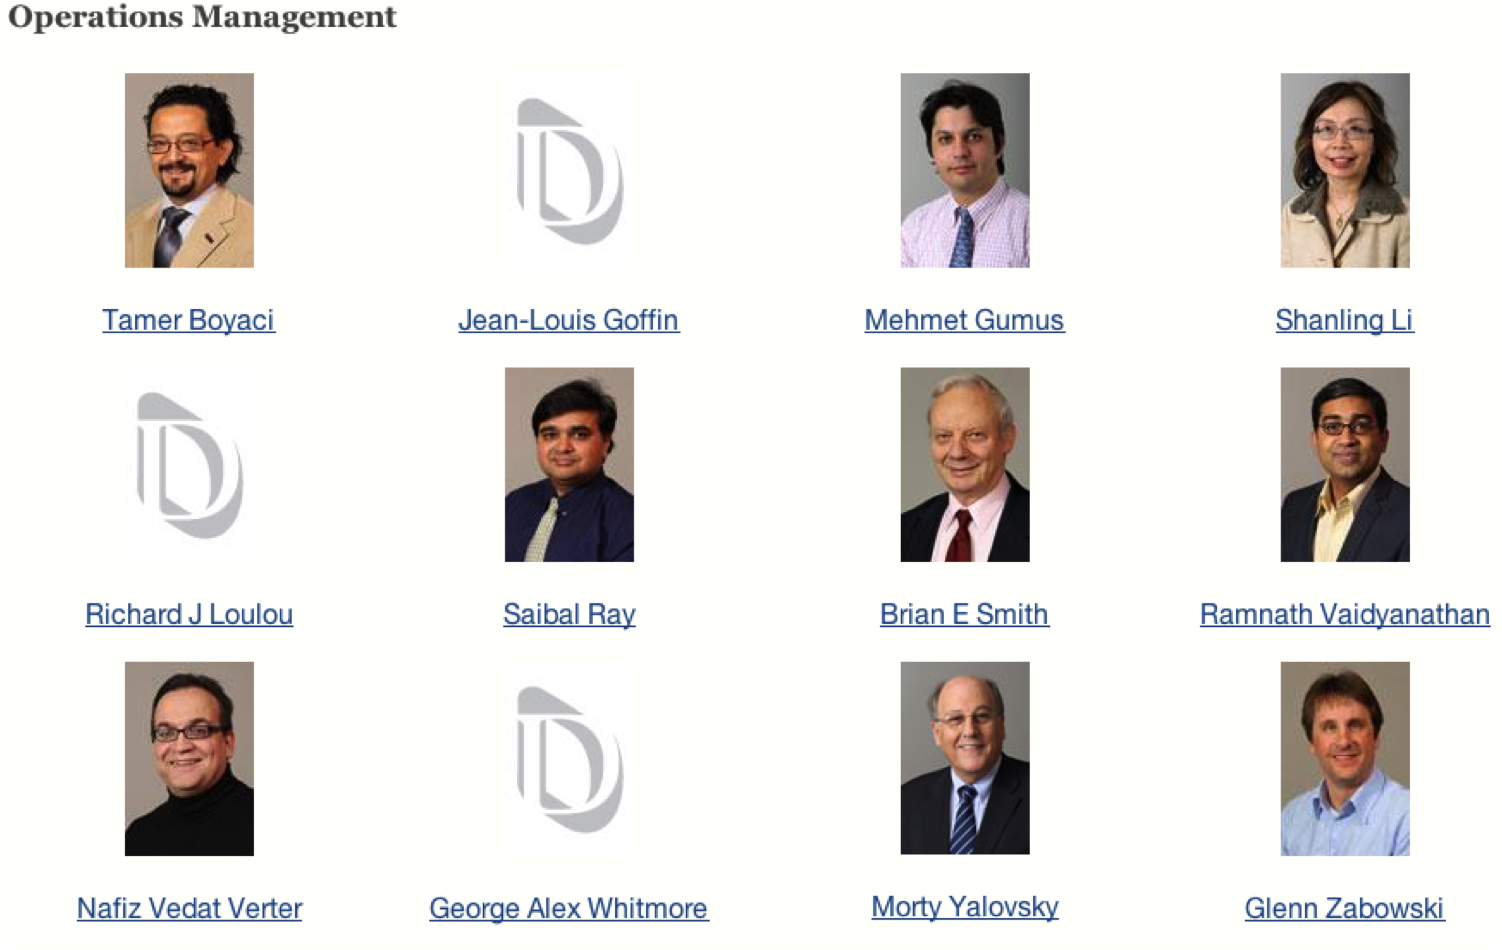 Operations Management
Tamer Boyaci
Jean-Louis Goffin
Mehmet Gumus
Shanling Li
Richard J Loulou
Saibal Ray
Brian E Smith
Ramnath Vaidyanathan
Nafiz Vedat Verter
George Alex Whitmore
Morty Yalovsky
Glenn Zabowski